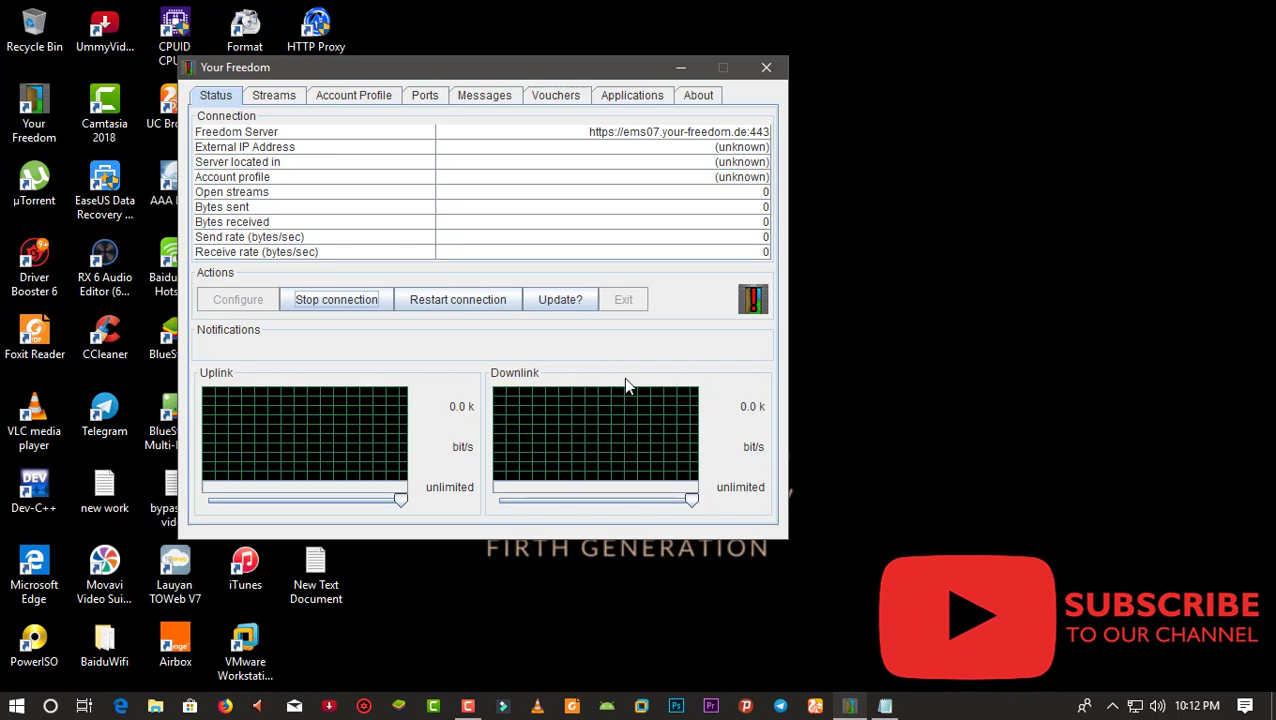 Recycle Bin
UmmyVid...
CPUID
CPU
Format
HTTP Proxy
Your Freedom
Status
Streams
Account Profile
Ports
Messages
Vouchers
Applications
About
Connection
Freedom Server
https://ems07.your-freedom.de:443
External IP Address
(unknown)
Server located in
(unknown)
Account profile
(unknown)
Open streams
0
Bytes sent
0
Bytes received
0
Send rate (bytes/sec)
0
Receive rate (bytes/sec)
0
Actions
Configure
Stop connection
Restart connection
Update?
Exit
Notifications
Uplink
0.0 k
bit/s
unlimited
Downlink
0.0 k
bit/s
unlimited
Your
Freedom
Camtasia
2018
UC Bro
µTorrent
EaseUS Data
Recovery ...
AAA
Driver
Booster 6
9+
RX 6 Audio
Editor (6...
Baidu
Hots
Foxit Reader
CCleaner
BlueS
VLC media
player
Telegram
BlueSt
Multi-I
DEV
Dev-C++
new work
bypas
vid
Microsoft
Edge
Movavi
Video Sui...
Lauyan
TOWeb V7
iTunes
New Text
Document
PowerISO
BaiduWifi
Airbox
VMware
Workstati...
FIRTH GENERATION
SUBSCRIBE
TO OUR CHANNEL
10:12 PM